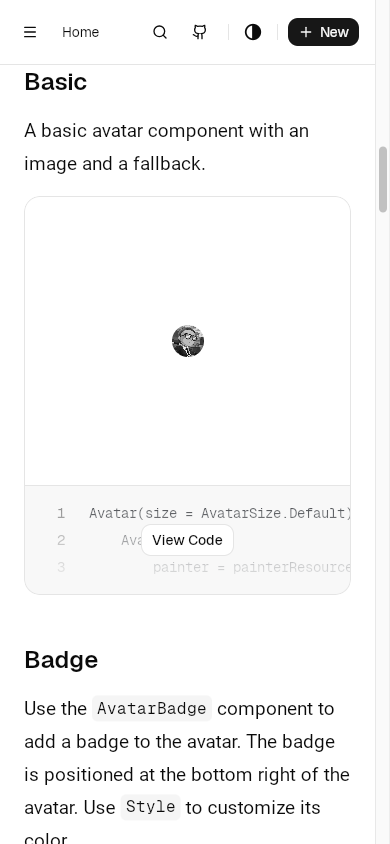 Home
New
Basic
A basic avatar component with an
image and a fallback.
1 Avatar(size = AvatarSize.Default)
2
View Code
3 painter = painterResource
Badge
Use the AvatarBadge component to
add a badge to the avatar. The badge
is positioned at the bottom right of the
avatar. Use Style to customize its
color.